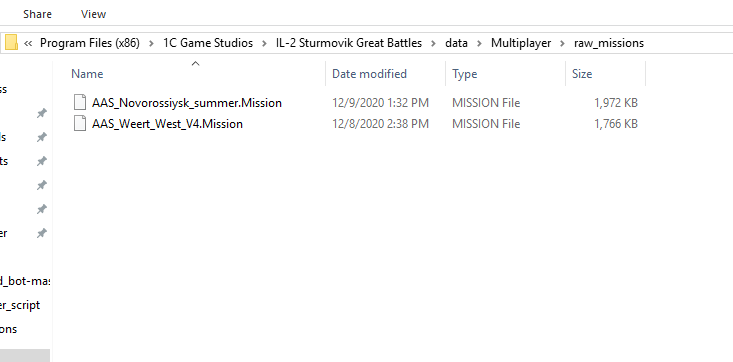 Share View
« Program Files (x86) > 1C Game Studios > IL-2 Sturmovik Great Battles > data > Multiplayer > raw_missions
Name Date modified Type Size
AAS_Novorossiysk_summer.Mission 12/9/2020 1:32 PM MISSION File 1,972 KB
AAS_Weert_West_V4.Mission 12/8/2020 2:38 PM MISSION File 1,766 KB
ss
ls
ts
er
d_bot-mas
er_script
ons